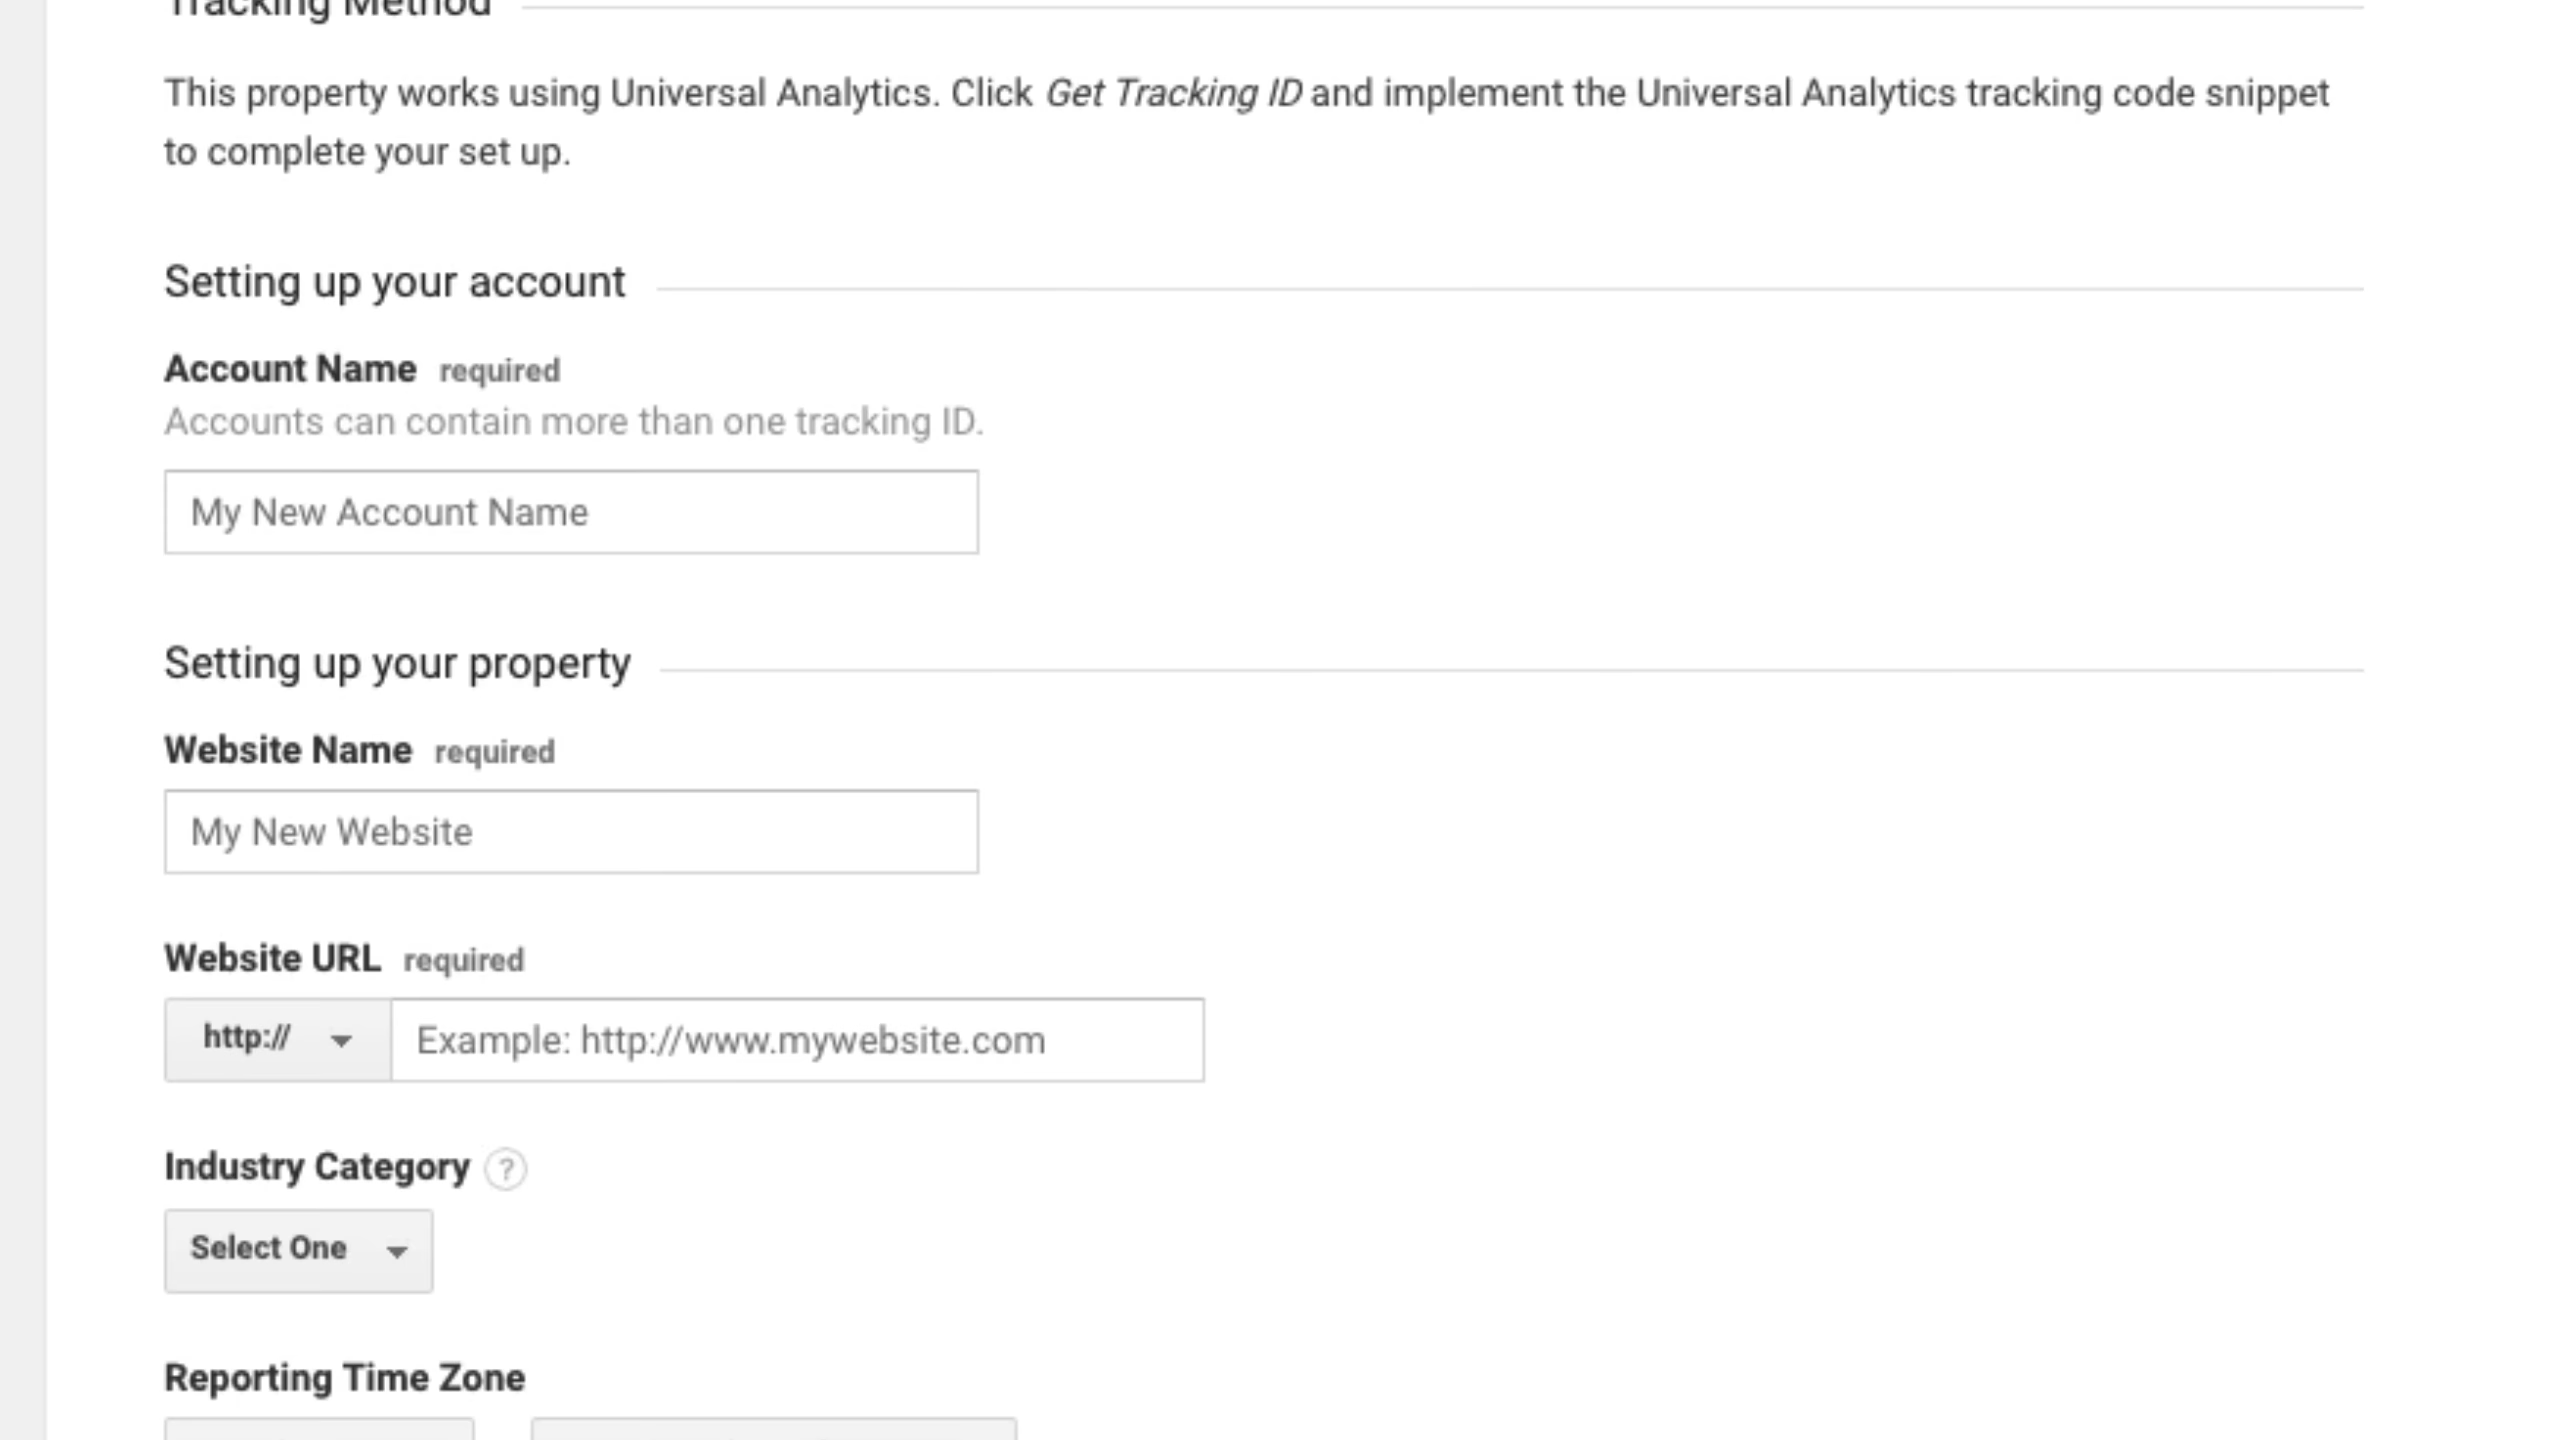 Tracking Method
This property works using Universal Analytics. Click Get Tracking ID and implement the Universal Analytics tracking code snippet
to complete your set up.
Setting up your account
Account Name required
Accounts can contain more than one tracking ID.
My New Account Name
Setting up your property
Website Name required
My New Website
Website URL required
http:// Example: http://www.mywebsite.com
Industry Category ?
Select One
Reporting Time Zone